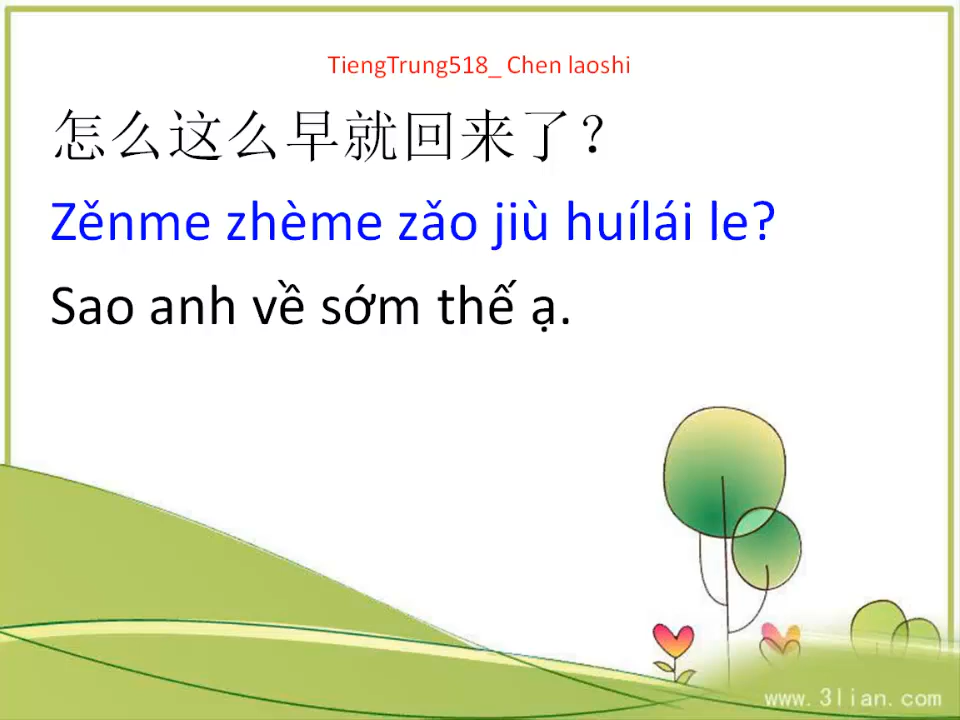 TiengTrung518_ Chen laoshi
怎么这么早就回来了？
Zěnme zhème zǎo jiù huílái le?
Sao anh về sớm thế ạ.
www.3lian.com